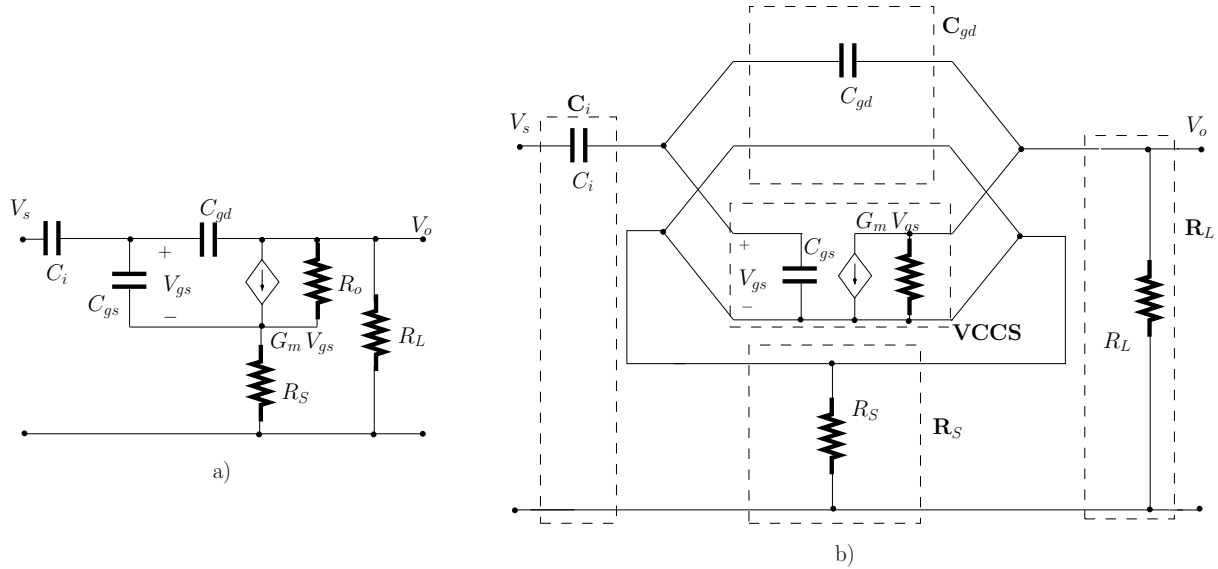 V_s
C_i
C_gs
+
V_gs
−
C_gd
G_m V_gs
R_o
R_S
R_L
V_o
a)
V_s
C_i
C_i
C_gd
C_gd
+
V_gs
−
C_gs
G_m V_gs
VCCS
R_S
R_S
V_o
R_L
R_L
b)